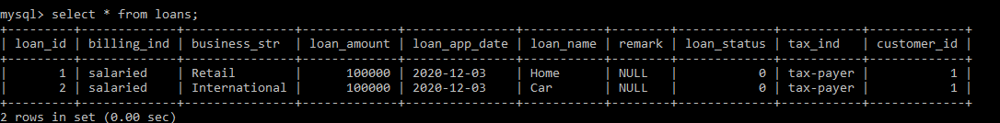 mysql> select * from loans;
+---------+-------------+---------------+-------------+---------------+-----------+--------+-------------+-----------+-------------+
| loan_id | billing_ind | business_str  | loan_amount | loan_app_date | loan_name | remark | loan_status | tax_ind   | customer_id |
+---------+-------------+---------------+-------------+---------------+-----------+--------+-------------+-----------+-------------+
|       1 | salaried    | Retail        |      100000 | 2020-12-03    | Home      | NULL   |           0 | tax-payer |           1 |
|       2 | salaried    | International |      100000 | 2020-12-03    | Car       | NULL   |           0 | tax-payer |           1 |
+---------+-------------+---------------+-------------+---------------+-----------+--------+-------------+-----------+-------------+
2 rows in set (0.00 sec)